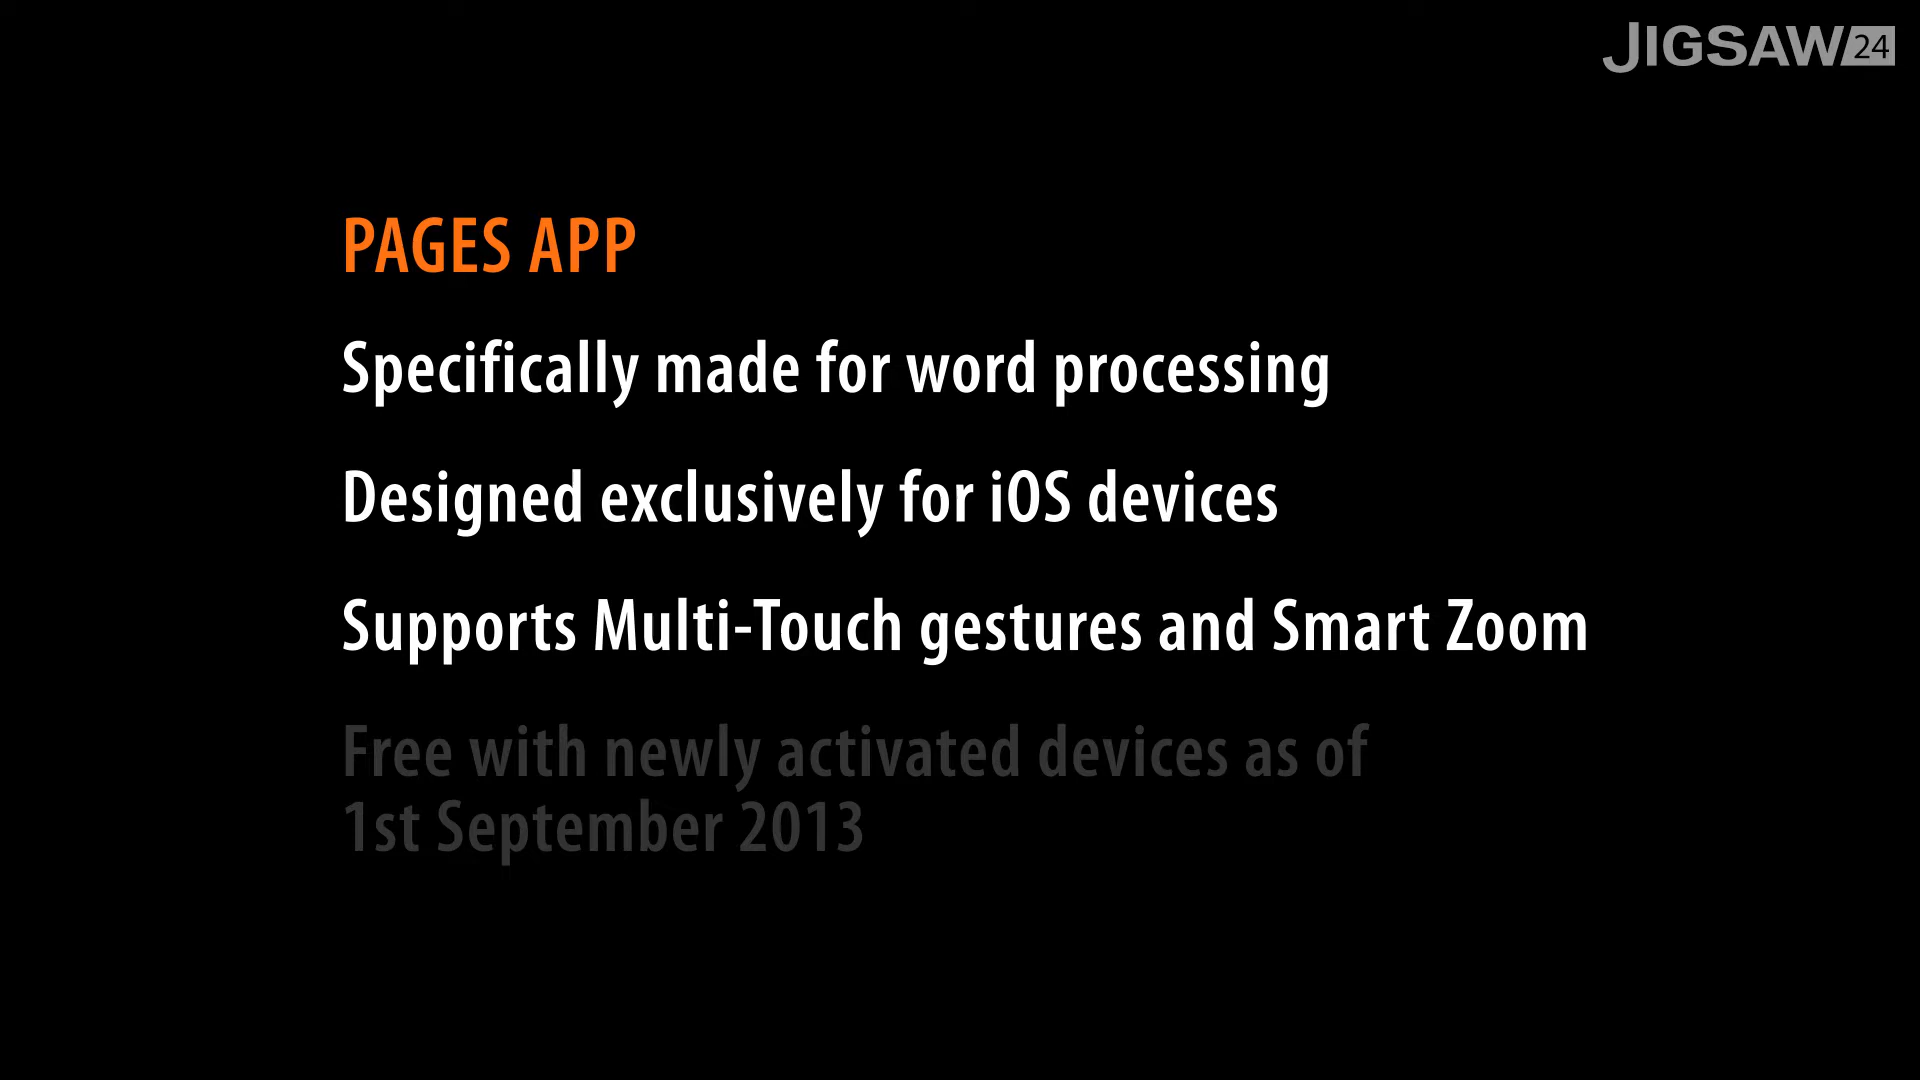 JIGSAW24
PAGES APP
Specifically made for word processing
Designed exclusively for iOS devices
Supports Multi-Touch gestures and Smart Zoom
Free with newly activated devices as of
1st September 2013